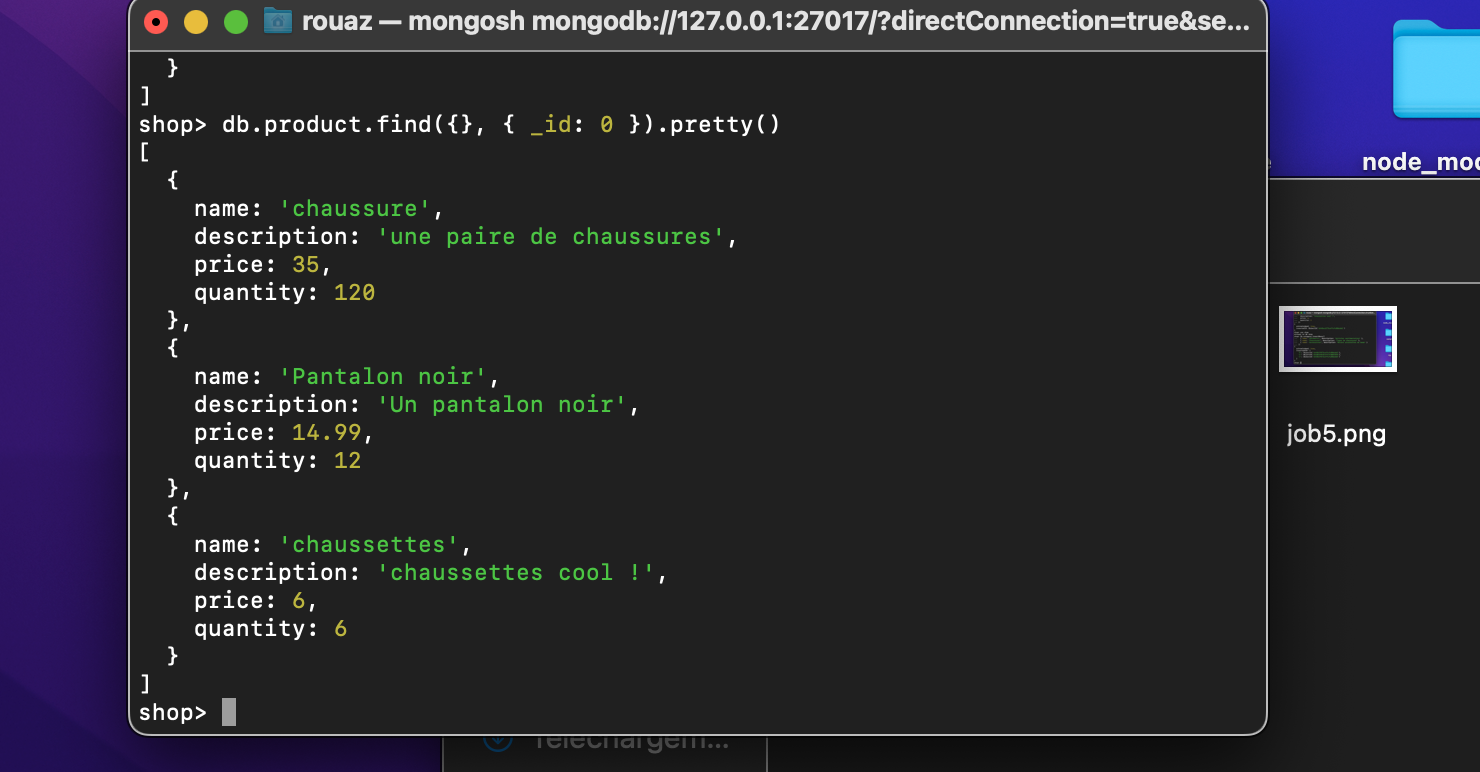 rouaz — mongosh mongodb://127.0.0.1:27017/?directConnection=true&se...
}
]
shop> db.product.find({}, { _id: 0 }).pretty()
[
{
name: 'chaussure',
description: 'une paire de chaussures',
price: 35,
quantity: 120
},
{
name: 'Pantalon noir',
description: 'Un pantalon noir',
price: 14.99,
quantity: 12
},
{
name: 'chaussettes',
description: 'chaussettes cool !',
price: 6,
quantity: 6
}
]
shop>
node_mod
job5.png
Téléchargem...